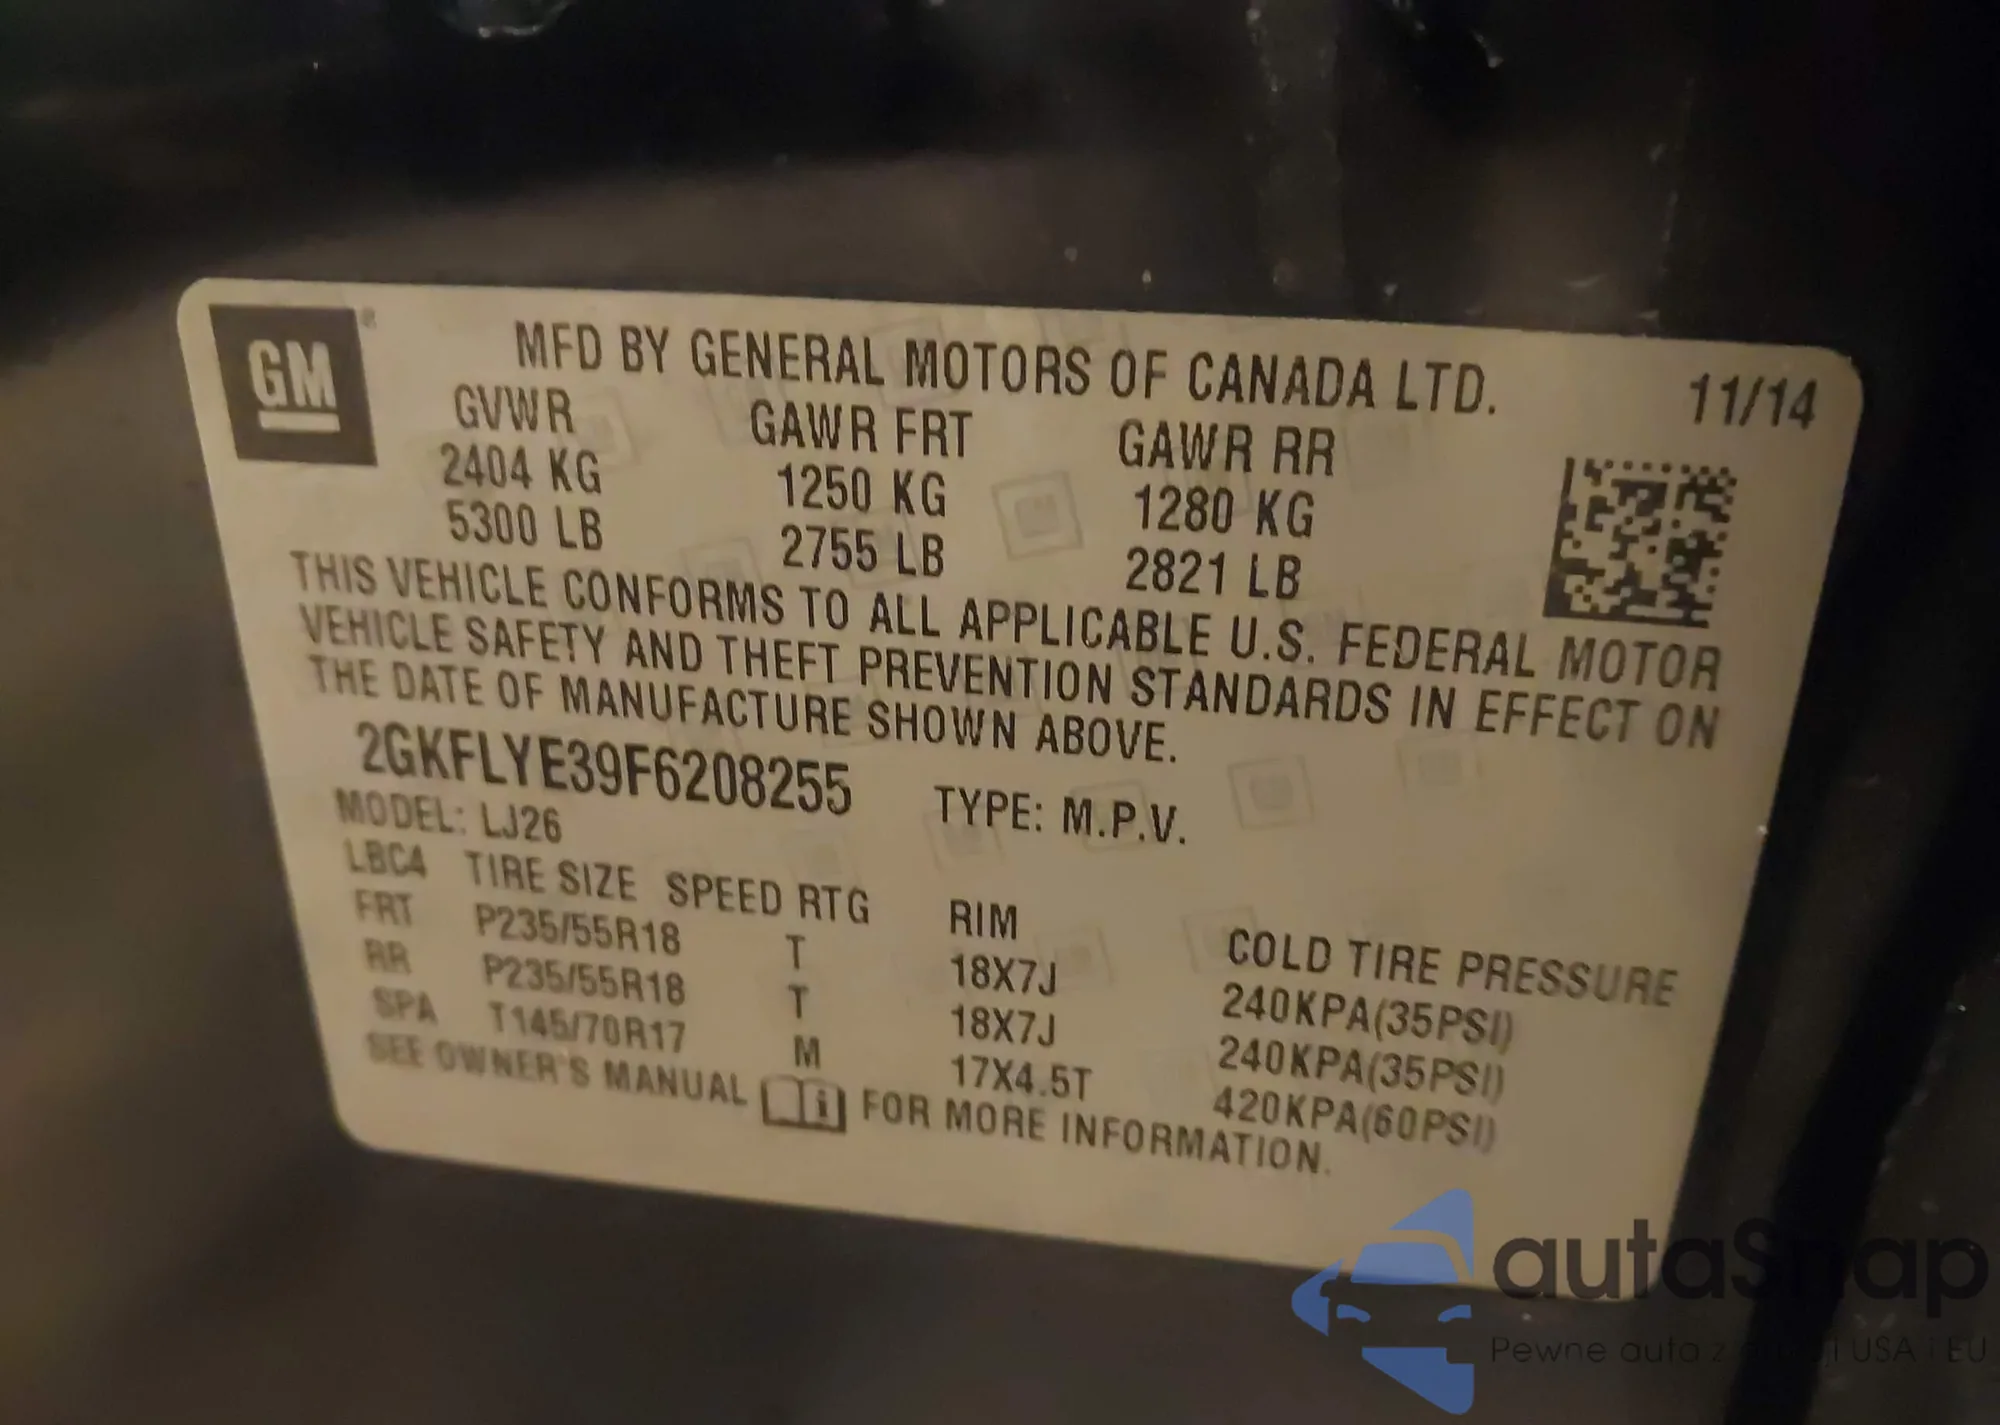 GM ®
MFD BY GENERAL MOTORS OF CANADA LTD. 11/14
GVWR GAWR FRT GAWR RR
2404 KG 1250 KG 1280 KG
5300 LB 2755 LB 2821 LB
THIS VEHICLE CONFORMS TO ALL APPLICABLE U.S. FEDERAL MOTOR
VEHICLE SAFETY AND THEFT PREVENTION STANDARDS IN EFFECT ON
THE DATE OF MANUFACTURE SHOWN ABOVE.
2GKFLYE39F6208255 TYPE: M.P.V.
MODEL: LJ26
LBC4 TIRE SIZE SPEED RTG RIM COLD TIRE PRESSURE
FRT P235/55R18 T 18X7J 240KPA(35PSI)
RR P235/55R18 T 18X7J 240KPA(35PSI)
SPA T145/70R17 M 17X4.5T 420KPA(60PSI)
SEE OWNER'S MANUAL FOR MORE INFORMATION.
autaSnap
Pewne auto z USA i EU